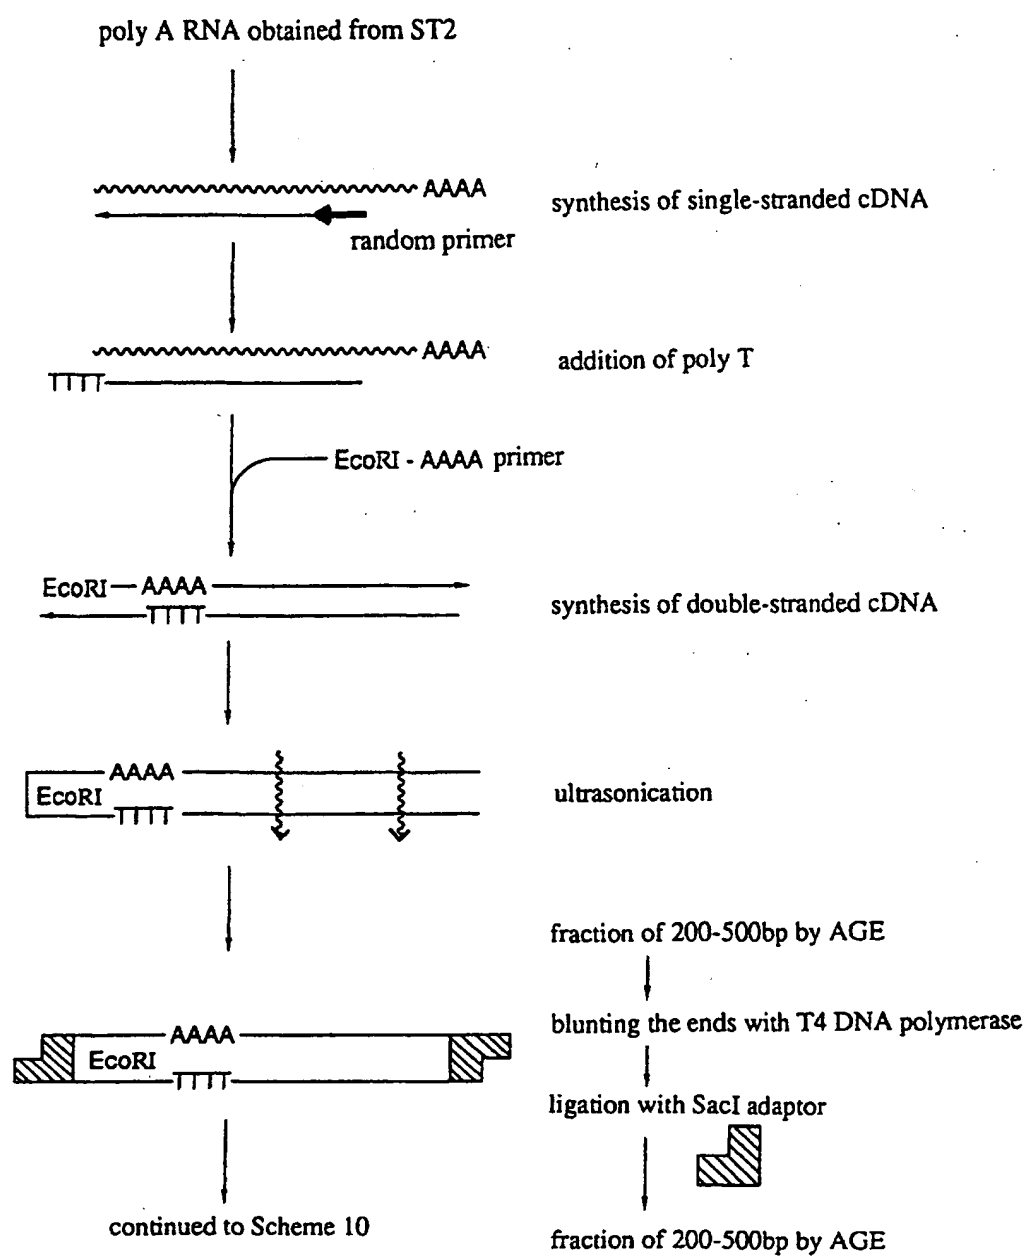 poly A RNA obtained from ST2
AAAA
synthesis of single-stranded cDNA
random primer
AAAA
addition of poly T
TTTT
EcoRI - AAAA primer
EcoRI — AAAA
TTTT
synthesis of double-stranded cDNA
AAAA
EcoRI
TTTT
ultrasonication
fraction of 200-500bp by AGE
blunting the ends with T4 DNA polymerase
AAAA
EcoRI
TTTT
ligation with SacI adaptor
continued to Scheme 10
fraction of 200-500bp by AGE